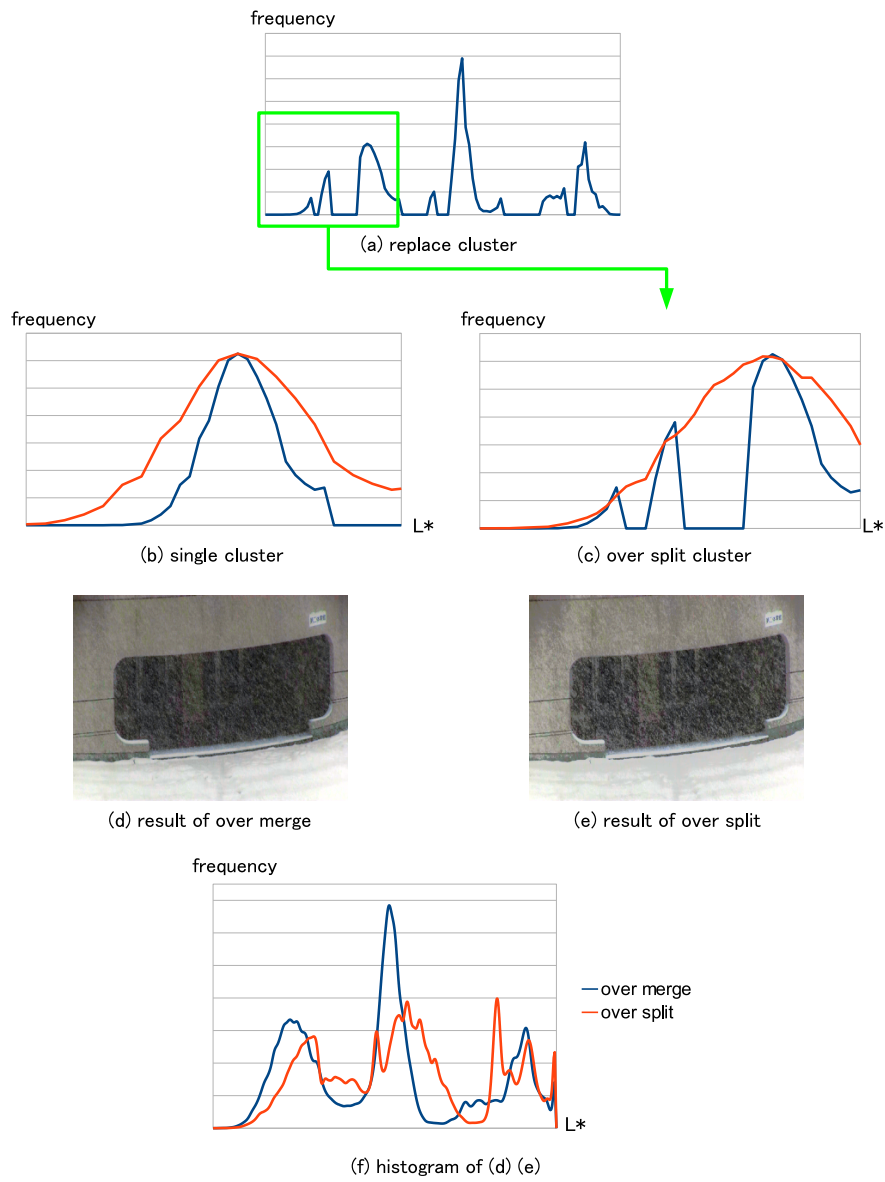 frequency
(a) replace cluster
frequency
frequency
L*
L*
(b) single cluster
(c) over split cluster
(d) result of over merge
(e) result of over split
frequency
over merge
over split
L*
(f) histogram of (d) (e)